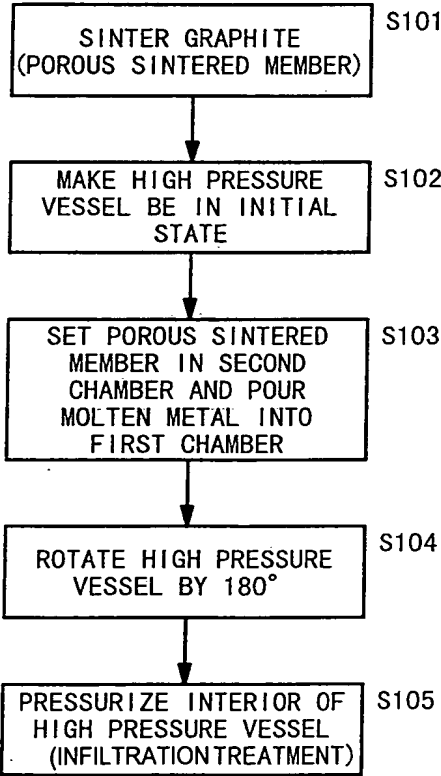 S101
SINTER GRAPHITE
(POROUS SINTERED MEMBER)
S102
MAKE HIGH PRESSURE
VESSEL BE IN INITIAL
STATE
S103
SET POROUS SINTERED
MEMBER IN SECOND
CHAMBER AND POUR
MOLTEN METAL INTO
FIRST CHAMBER
S104
ROTATE HIGH PRESSURE
VESSEL BY 180°
S105
PRESSURIZE INTERIOR OF
HIGH PRESSURE VESSEL
(INFILTRATION TREATMENT)